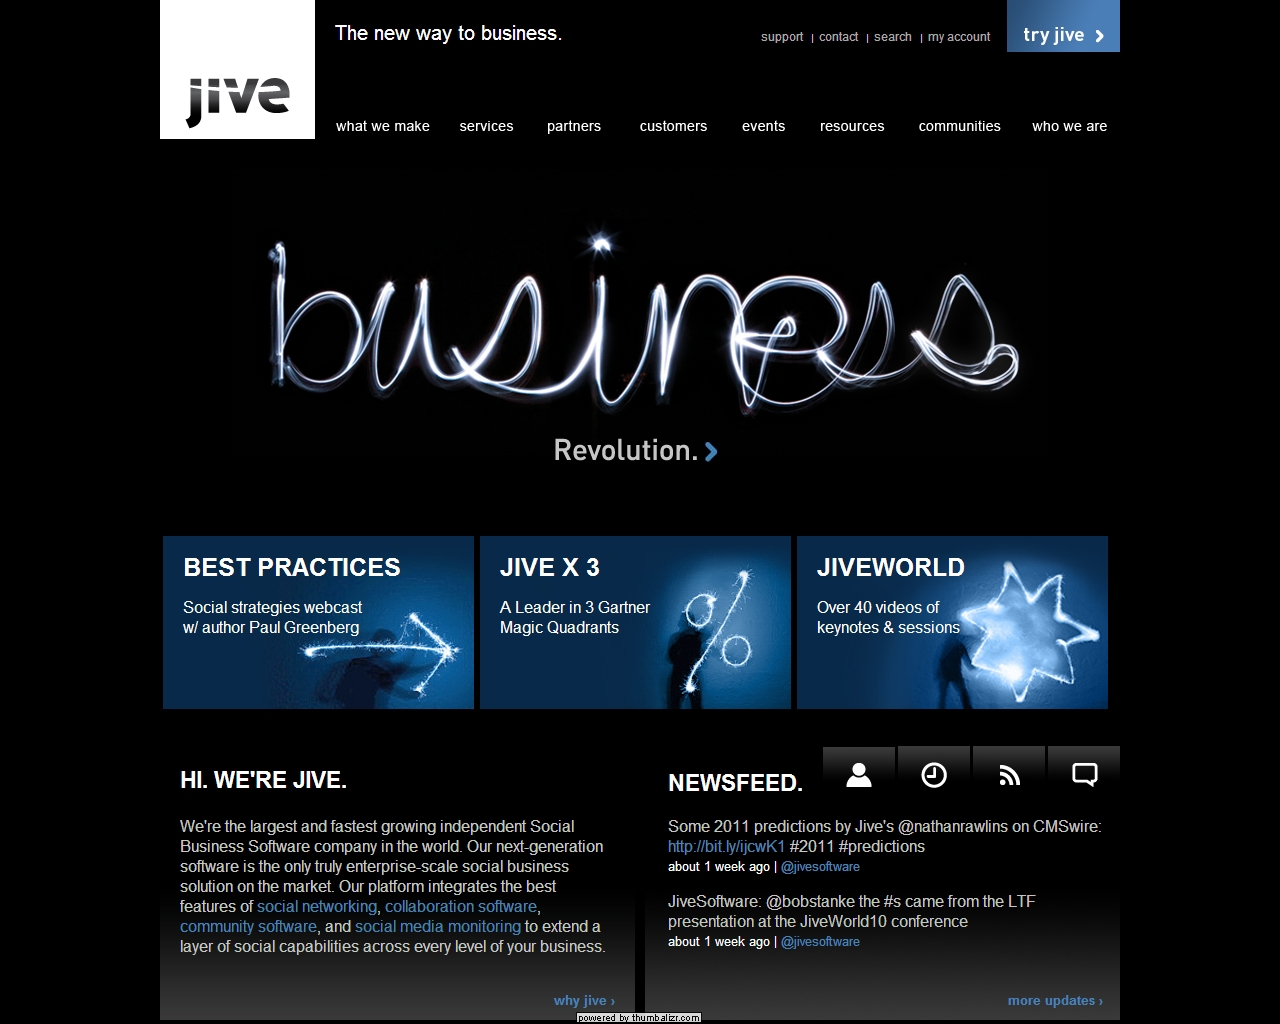 The new way to business.
support | contact | search | my account
try jive
jive
what we make services partners customers events resources communities who we are
business
Revolution.
BEST PRACTICES
Social strategies webcast
w/ author Paul Greenberg
JIVE X 3
A Leader in 3 Gartner
Magic Quadrants
JIVEWORLD
Over 40 videos of
keynotes & sessions
HI. WE'RE JIVE.
We're the largest and fastest growing independent Social
Business Software company in the world. Our next-generation
software is the only truly enterprise-scale social business
solution on the market. Our platform integrates the best
features of social networking, collaboration software,
community software, and social media monitoring to extend a
layer of social capabilities across every level of your business.
why jive ›
NEWSFEED.
Some 2011 predictions by Jive's @nathanrawlins on CMSwire:
http://bit.ly/ijcwK1 #2011 #predictions
about 1 week ago | @jivesoftware
JiveSoftware: @bobstanke the #s came from the LTF
presentation at the JiveWorld10 conference
about 1 week ago | @jivesoftware
more updates ›
powered by thumbalizr.com